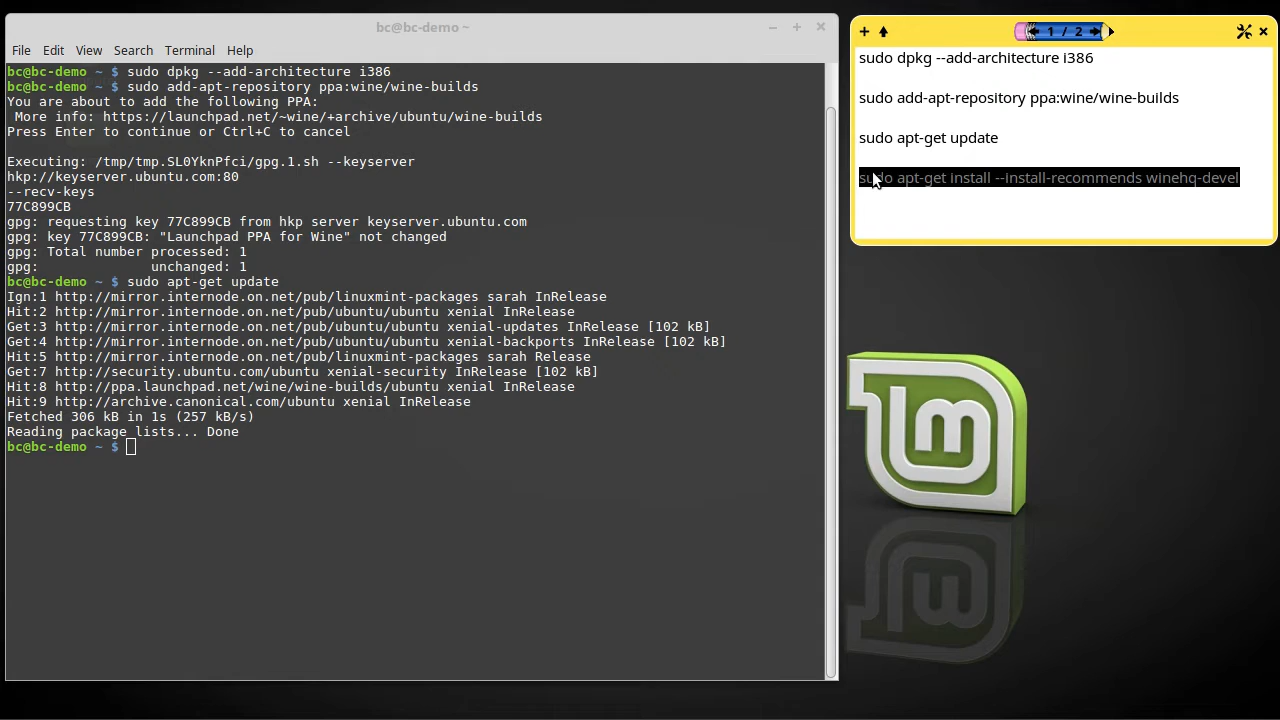 bc@bc-demo ~
File Edit View Search Terminal Help
bc@bc-demo ~ $ sudo dpkg --add-architecture i386
bc@bc-demo ~ $ sudo add-apt-repository ppa:wine/wine-builds
You are about to add the following PPA:
 More info: https://launchpad.net/~wine/+archive/ubuntu/wine-builds
Press Enter to continue or Ctrl+C to cancel
Executing: /tmp/tmp.SL0YknPfci/gpg.1.sh --keyserver
hkp://keyserver.ubuntu.com:80
--recv-keys
77C899CB
gpg: requesting key 77C899CB from hkp server keyserver.ubuntu.com
gpg: key 77C899CB: "Launchpad PPA for Wine" not changed
gpg: Total number processed: 1
gpg:              unchanged: 1
bc@bc-demo ~ $ sudo apt-get update
Ign:1 http://mirror.internode.on.net/pub/linuxmint-packages sarah InRelease
Hit:2 http://mirror.internode.on.net/pub/ubuntu/ubuntu xenial InRelease
Get:3 http://mirror.internode.on.net/pub/ubuntu/ubuntu xenial-updates InRelease [102 kB]
Get:4 http://mirror.internode.on.net/pub/ubuntu/ubuntu xenial-backports InRelease [102 kB]
Hit:5 http://mirror.internode.on.net/pub/linuxmint-packages sarah Release
Get:7 http://security.ubuntu.com/ubuntu xenial-security InRelease [102 kB]
Hit:8 http://ppa.launchpad.net/wine/wine-builds/ubuntu xenial InRelease
Hit:9 http://archive.canonical.com/ubuntu xenial InRelease
Fetched 306 kB in 1s (257 kB/s)
Reading package lists... Done
bc@bc-demo ~ $
1 / 2
sudo dpkg --add-architecture i386
sudo add-apt-repository ppa:wine/wine-builds
sudo apt-get update
sudo apt-get install --install-recommends winehq-devel
lm